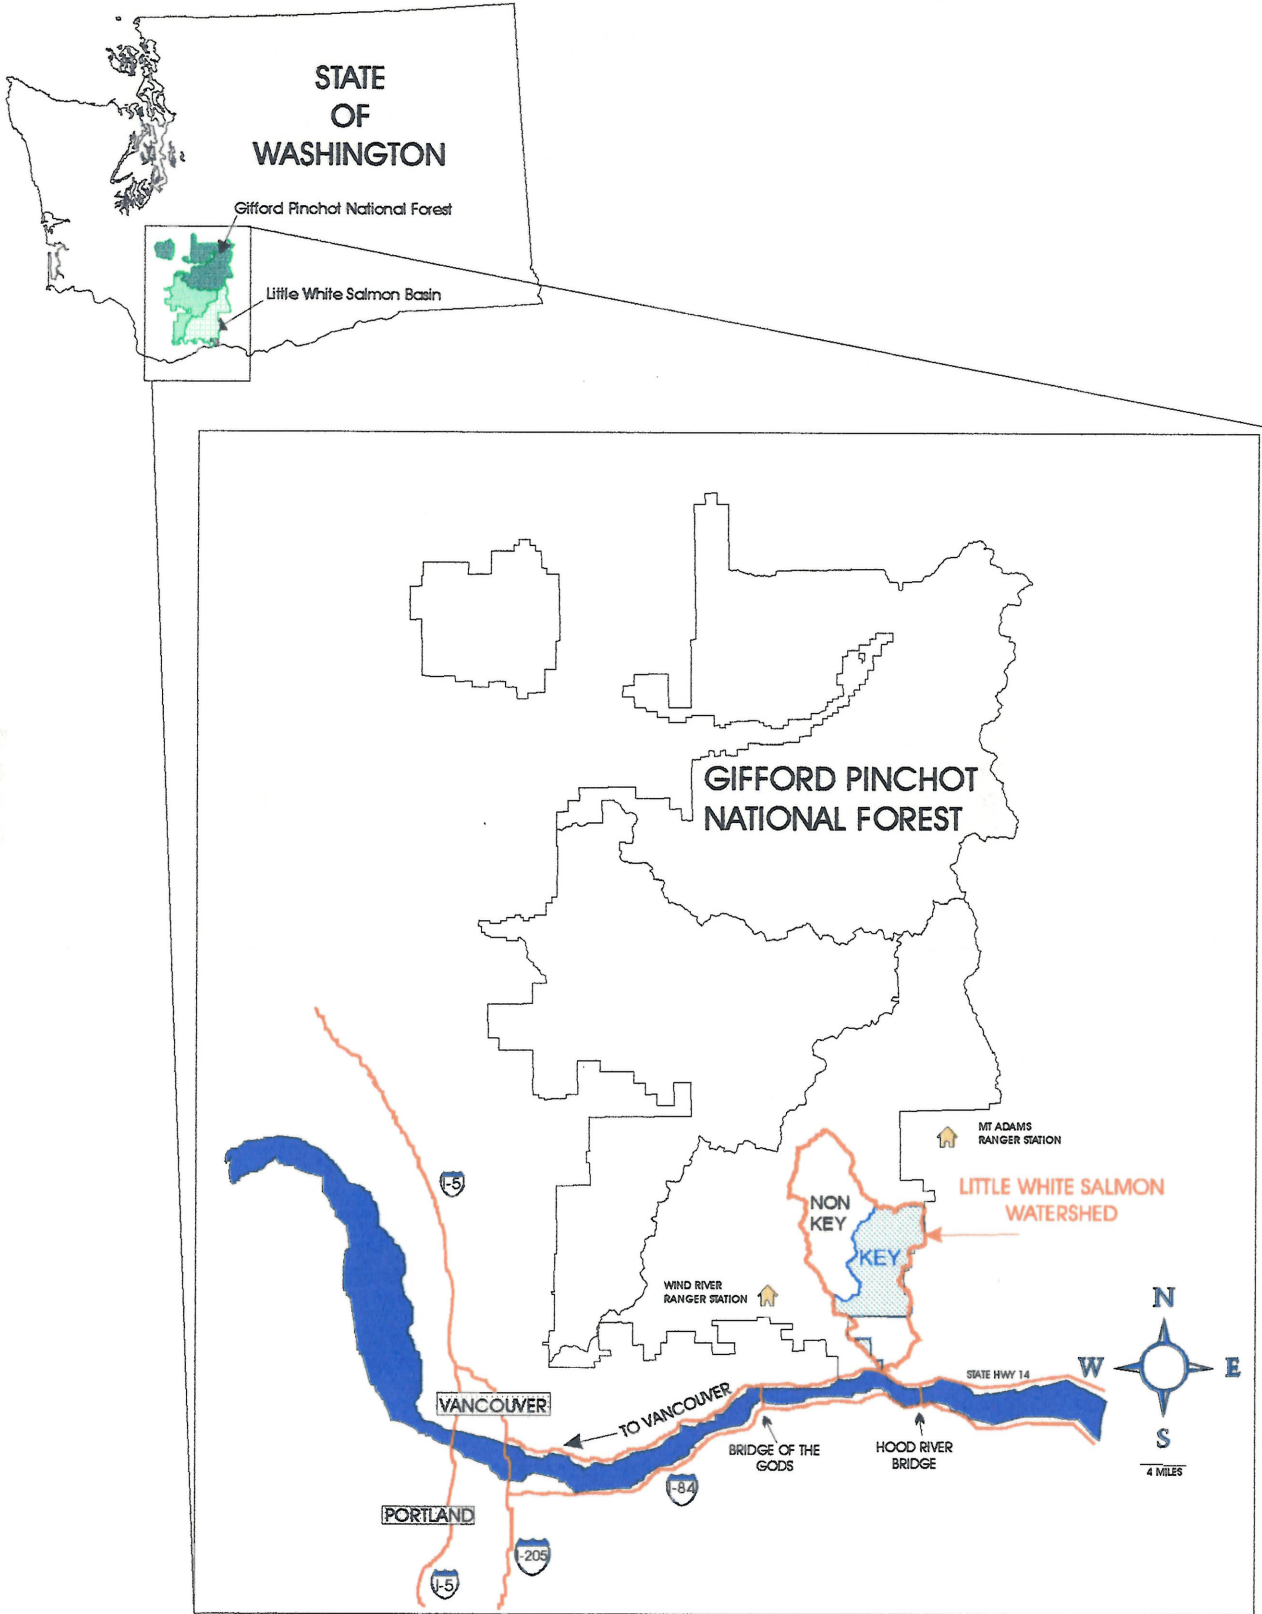 STATE
OF
WASHINGTON
Gifford Pinchot National Forest
Little White Salmon Basin
GIFFORD PINCHOT
NATIONAL FOREST
MT ADAMS
RANGER STATION
I-5
LITTLE WHITE SALMON
WATERSHED
NON
KEY
KEY
WIND RIVER
RANGER STATION
N
W
E
S
STATE HWY 14
VANCOUVER
TO VANCOUVER
BRIDGE OF THE
GODS
HOOD RIVER
BRIDGE
4 MILES
I-84
PORTLAND
I-205
I-5